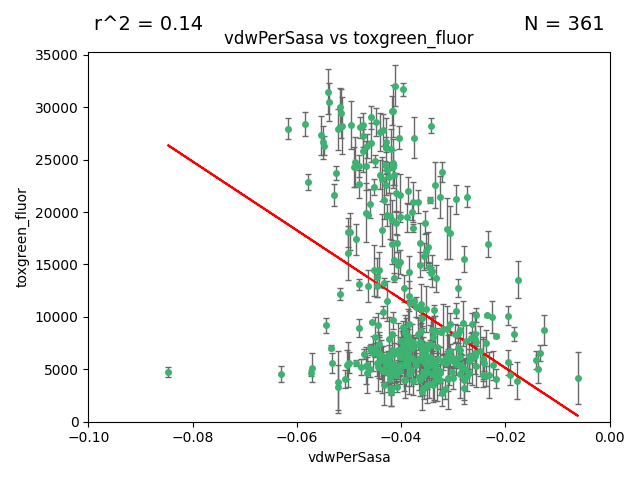 r^2 = 0.14
N = 361
vdwPerSasa vs toxgreen_fluor
35000
30000
25000
20000
15000
10000
5000
0
toxgreen_fluor
−0.10
−0.08
−0.06
−0.04
−0.02
0.00
vdwPerSasa